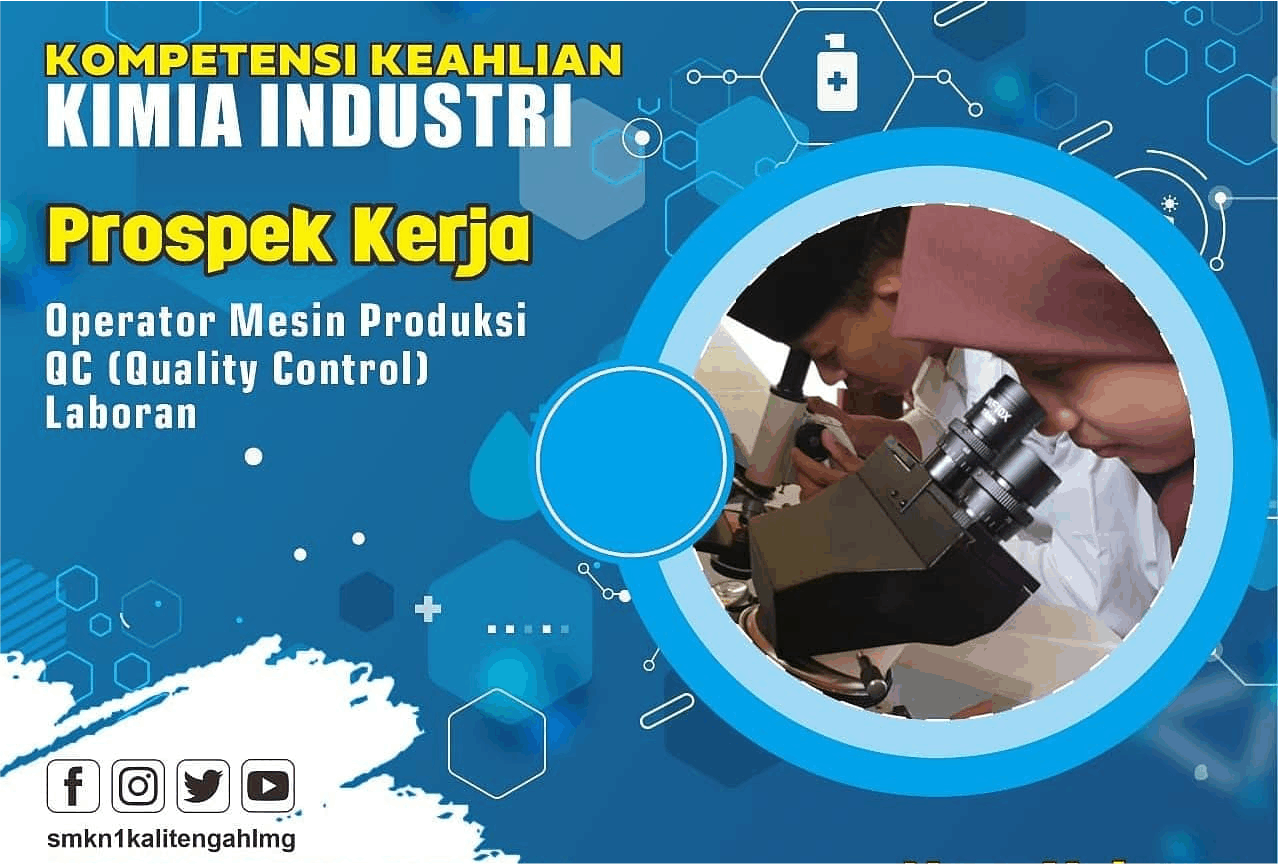 KOMPETENSI KEAHLIAN
KIMIA INDUSTRI
Prospek Kerja
Operator Mesin Produksi
QC (Quality Control)
Laboran
smkn1kalitengahlmg